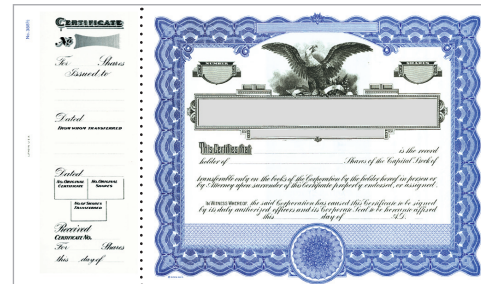 CERTIFICATE
No
For Shares
Issued to
Dated
FROM WHOM TRANSFERRED
Dated
NO. ORIGINAL CERTIFICATE
NO. ORIGINAL SHARES
NO. OF SHARES TRANSFERRED
Received
CERTIFICATE NO.
For Shares
this day of
NUMBER
SHARES
This Certifies that
is the record
holder of Shares of the Capital Stock of
transferable only on the books of the Corporation by the holder hereof in person or
by Attorney upon surrender of this Certificate properly endorsed, or assigned.
IN WITNESS WHEREOF, the said Corporation has caused this Certificate to be signed
by its duly authorized officers and its Corporate Seal to be hereunto affixed
this day of A.D.